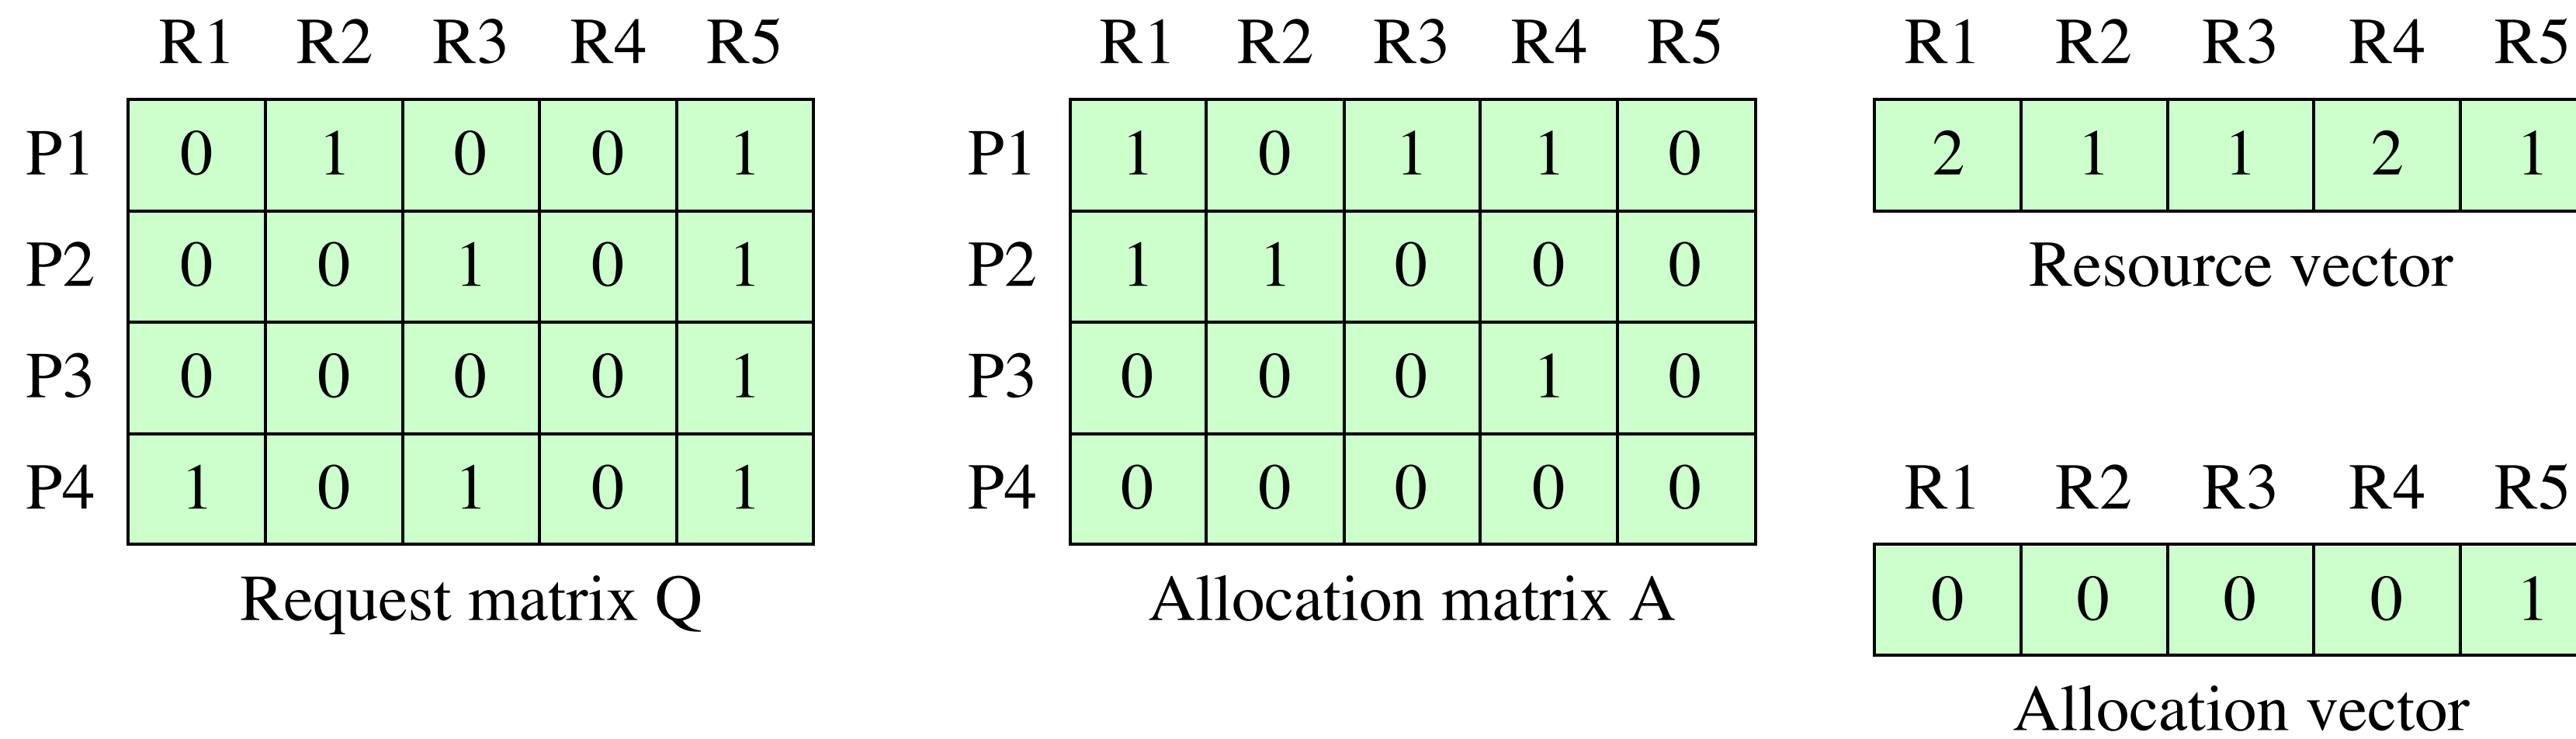 R1 R2 R3 R4 R5 R1 R2 R3 R4 R5 R1 R2 R3 R4 R5
P1 0 1 0 0 1 P1 1 0 1 1 0 2 1 1 2 1
P2 0 0 1 0 1 P2 1 1 0 0 0 Resource vector
P3 0 0 0 0 1 P3 0 0 0 1 0
P4 1 0 1 0 1 P4 0 0 0 0 0 R1 R2 R3 R4 R5
Request matrix Q Allocation matrix A 0 0 0 0 1
Allocation vector